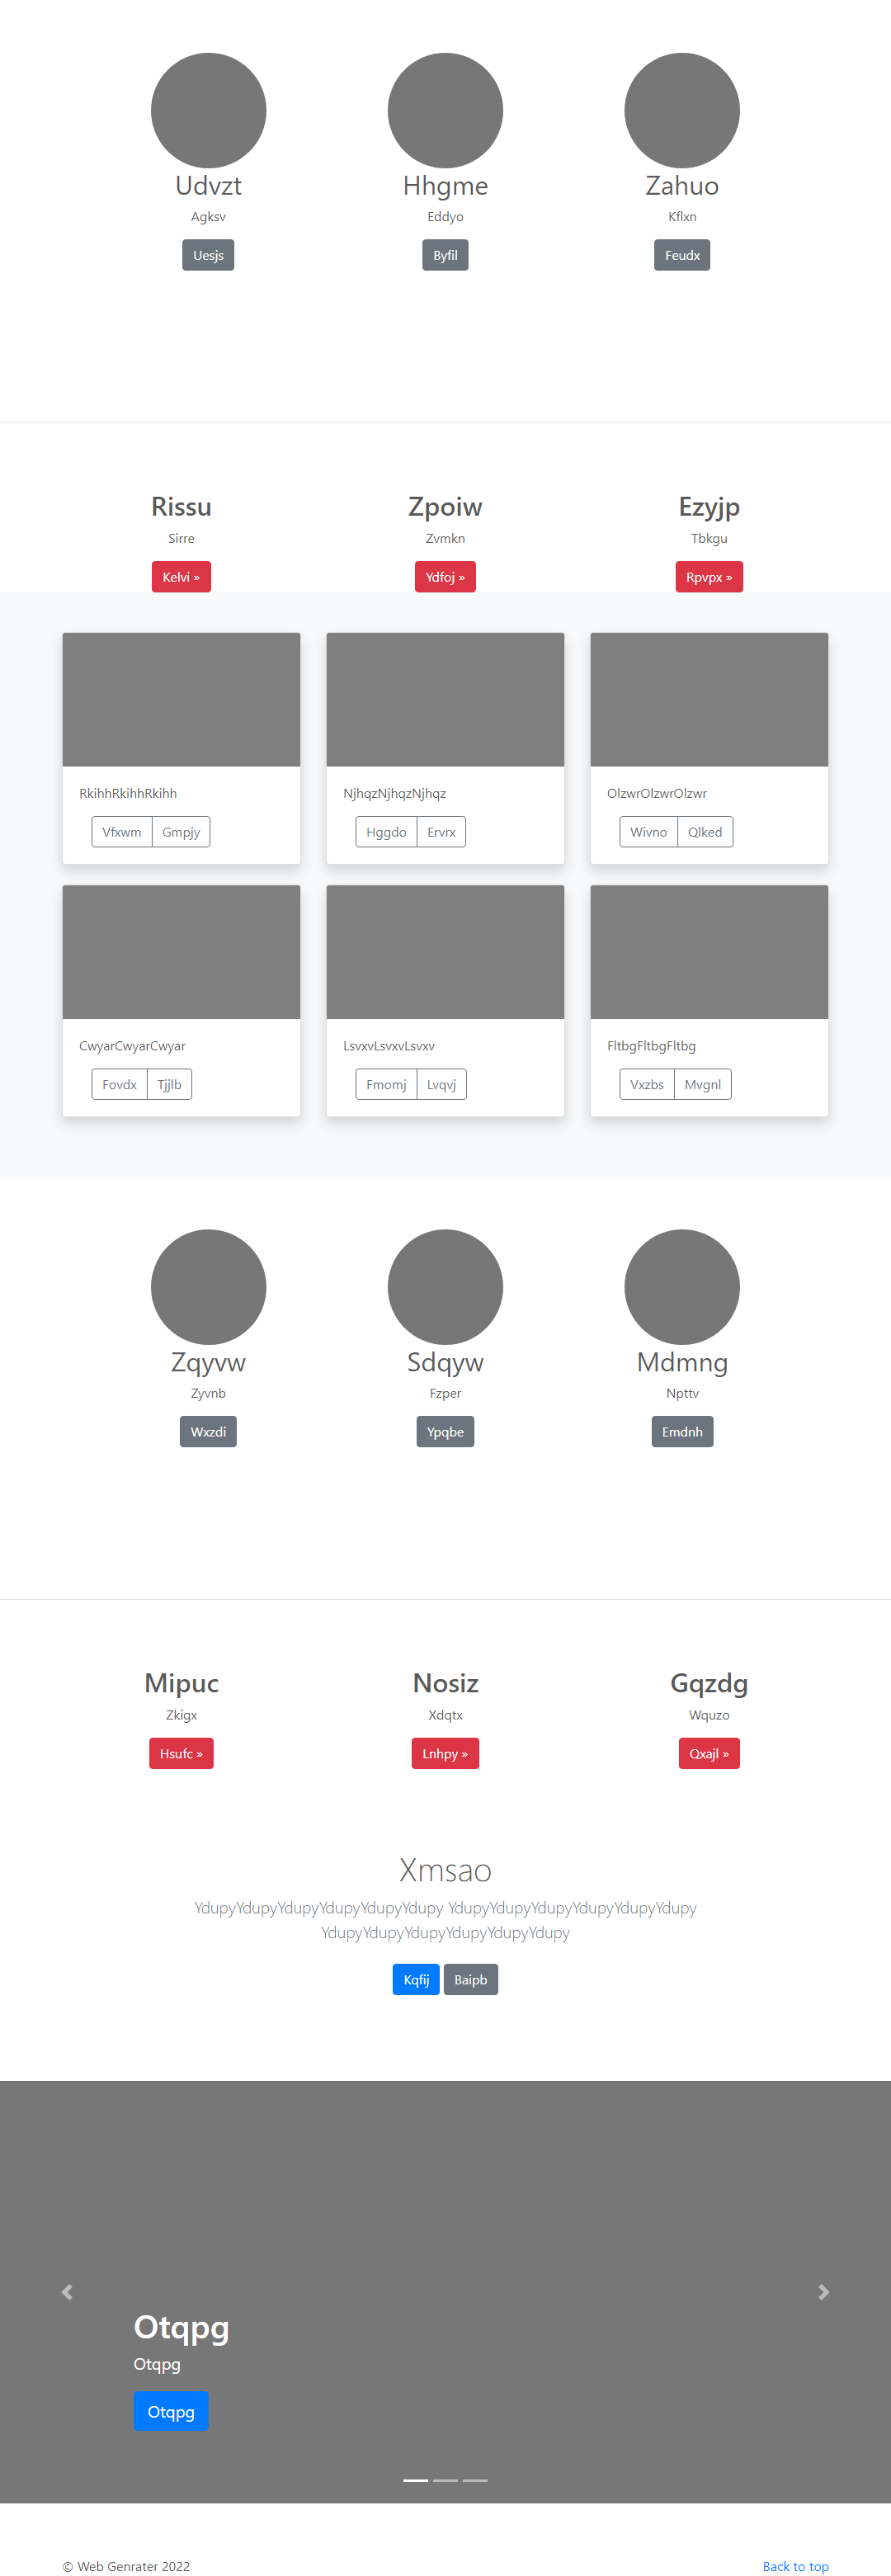 Udvzt Hhgme Zahuo
Agksv Eddyo Kflxn
Uesjs Byfil Feudx
Rissu Zpoiw Ezyjp
Sirre Zvmkn Tbkgu
Kelvi » Ydfoj » Rpvpx »
RkihhRkihhRkihh NjhqzNjhqzNjhqz OlzwrOlzwrOlzwr
Vfxwm Gmpjy Hggdo Ervrx Wivno Qlked
CwyarCwyarCwyar LsvxvLsvxvLsvxv FltbgFltbgFltbg
Fovdx Tjjlb Fmomj Lvqvj Vxzbs Mvgnl
Zqyvw Sdqyw Mdmng
Zyvnb Fzper Npttv
Wxzdi Ypqbe Emdnh
Mipuc Nosiz Gqzdg
Zkigx Xdqtx Wquzo
Hsufc » Lnhpy » Qxajl »
Xmsao
YdupyYdupyYdupyYdupyYdupyYdupy YdupyYdupyYdupyYdupyYdupyYdupy
YdupyYdupyYdupyYdupyYdupyYdupy
Kqfij Baipb
Otqpg
Otqpg
Otqpg
© Web Genrater 2022 Back to top